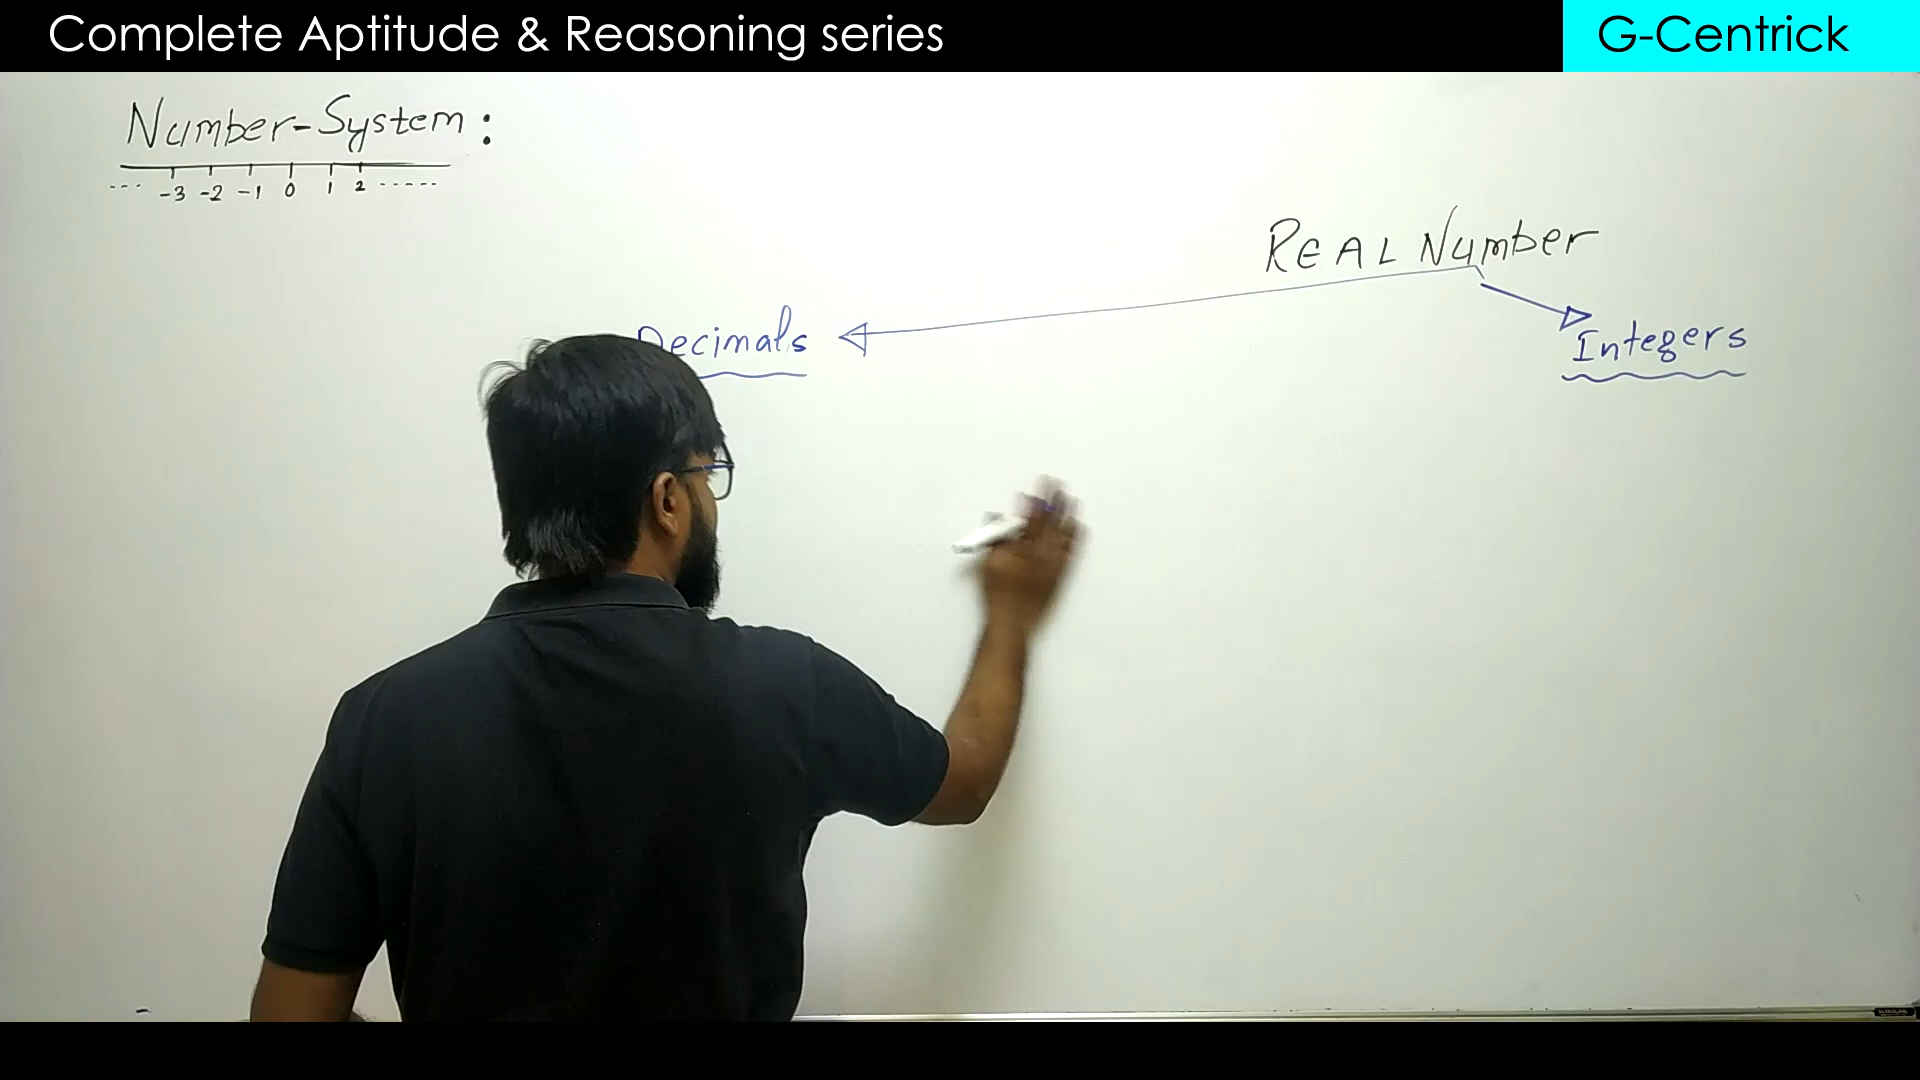 Complete Aptitude & Reasoning series
G-Centrick
Number-System :
--- -3 -2 -1 0 1 2 -----
REAL Number
Decimals
Integers